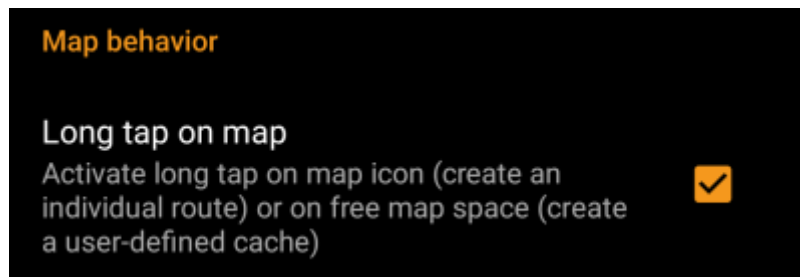 Map behavior
Long tap on map
Activate long tap on map icon (create an
individual route) or on free map space (create
a user-defined cache)